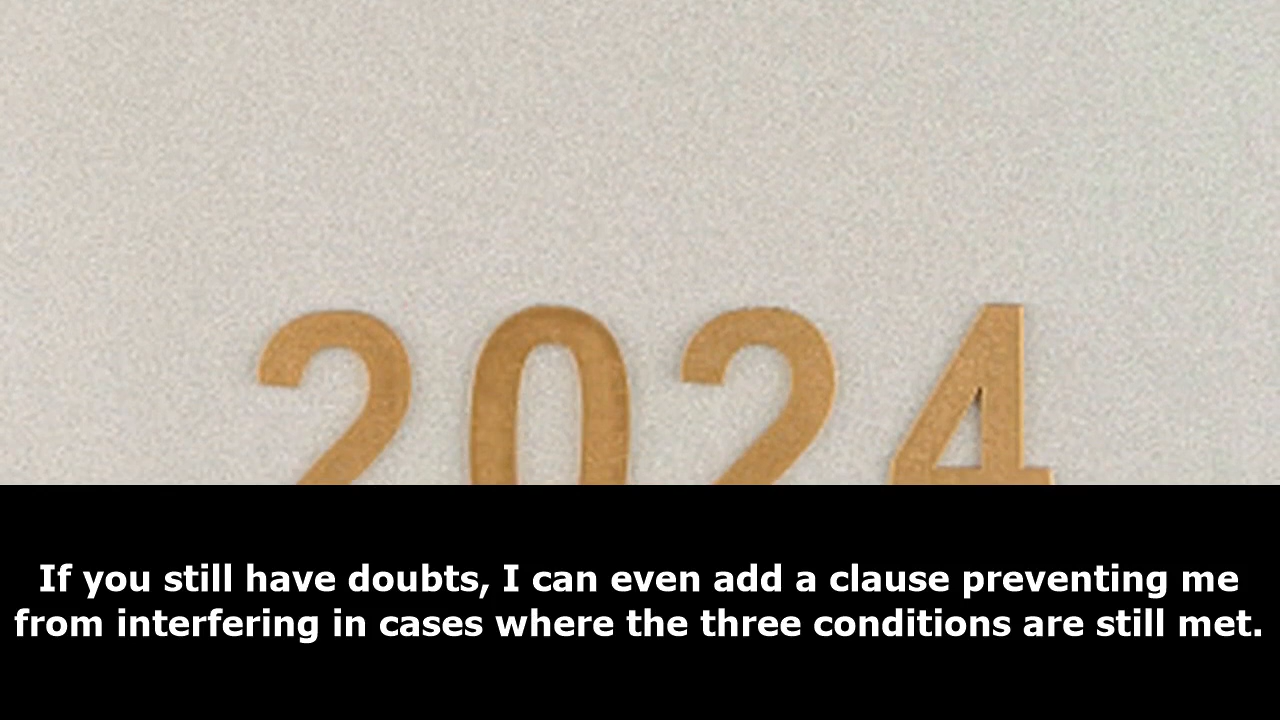 2024
If you still have doubts, I can even add a clause preventing me
from interfering in cases where the three conditions are still met.